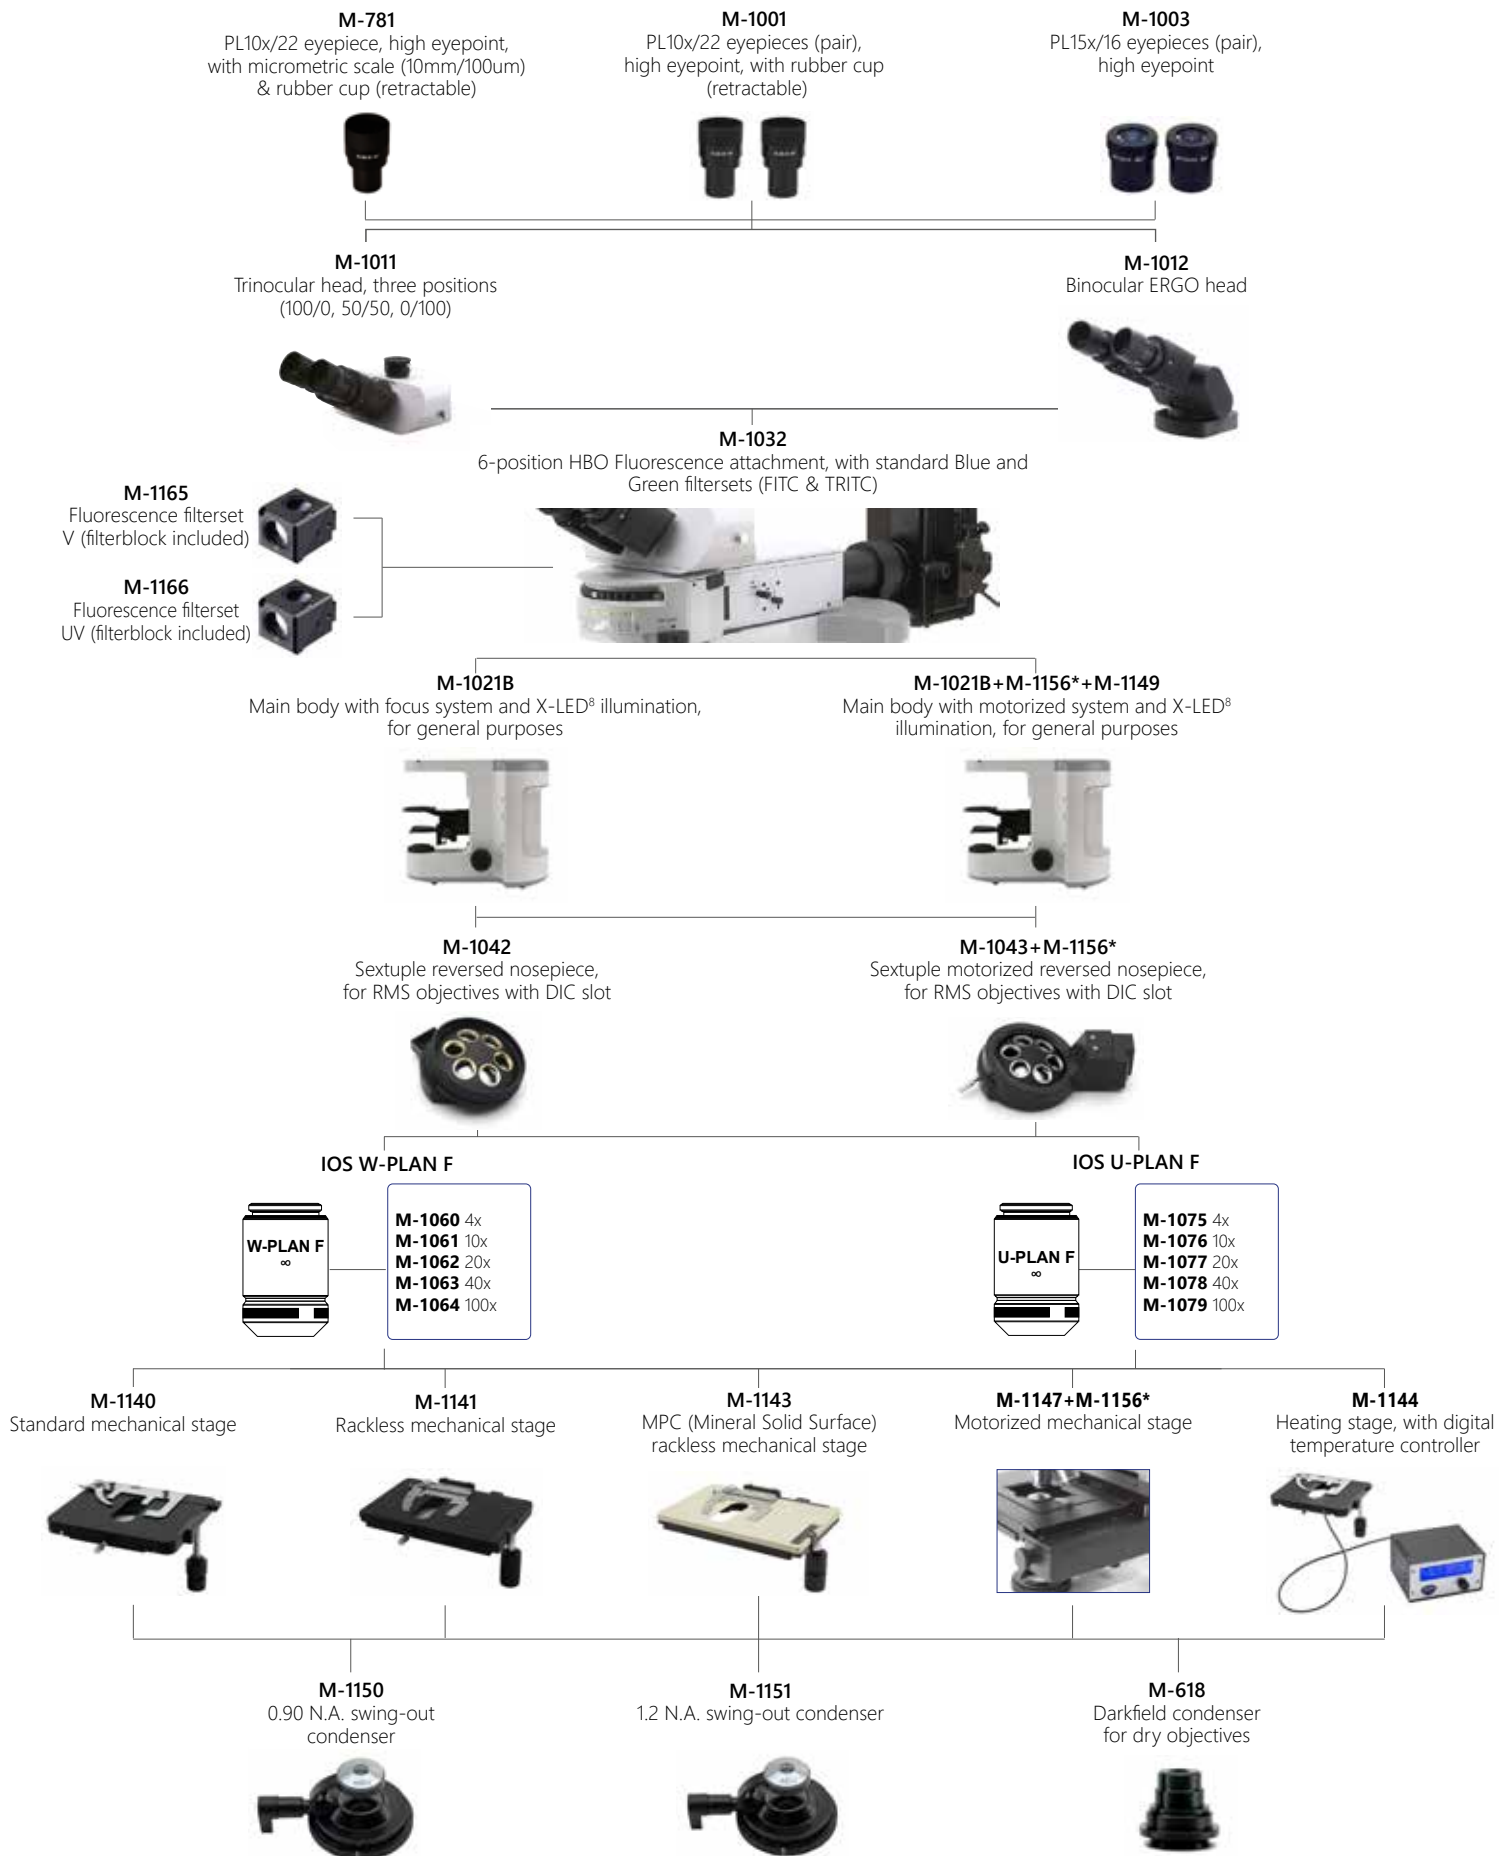 M-781
PL10x/22 eyepiece, high eyepoint,
with micrometric scale (10mm/100um)
& rubber cup (retractable)
M-1001
PL10x/22 eyepieces (pair),
high eyepoint, with rubber cup
(retractable)
M-1003
PL15x/16 eyepieces (pair),
high eyepoint
M-1011
Trinocular head, three positions
(100/0, 50/50, 0/100)
M-1012
Binocular ERGO head
M-1032
6-position HBO Fluorescence attachment, with standard Blue and
Green filtersets (FITC & TRITC)
M-1165
Fluorescence filterset
V (filterblock included)
M-1166
Fluorescence filterset
UV (filterblock included)
M-1021B
Main body with focus system and X-LED⁸ illumination,
for general purposes
M-1021B+M-1156*+M-1149
Main body with motorized system and X-LED⁸
illumination, for general purposes
M-1042
Sextuple reversed nosepiece,
for RMS objectives with DIC slot
M-1043+M-1156*
Sextuple motorized reversed nosepiece,
for RMS objectives with DIC slot
IOS W-PLAN F
W-PLAN F
∞
M-1060 4x
M-1061 10x
M-1062 20x
M-1063 40x
M-1064 100x
IOS U-PLAN F
U-PLAN F
∞
M-1075 4x
M-1076 10x
M-1077 20x
M-1078 40x
M-1079 100x
M-1140
Standard mechanical stage
M-1141
Rackless mechanical stage
M-1143
MPC (Mineral Solid Surface)
rackless mechanical stage
M-1147+M-1156*
Motorized mechanical stage
M-1144
Heating stage, with digital
temperature controller
M-1150
0.90 N.A. swing-out
condenser
M-1151
1.2 N.A. swing-out condenser
M-618
Darkfield condenser
for dry objectives